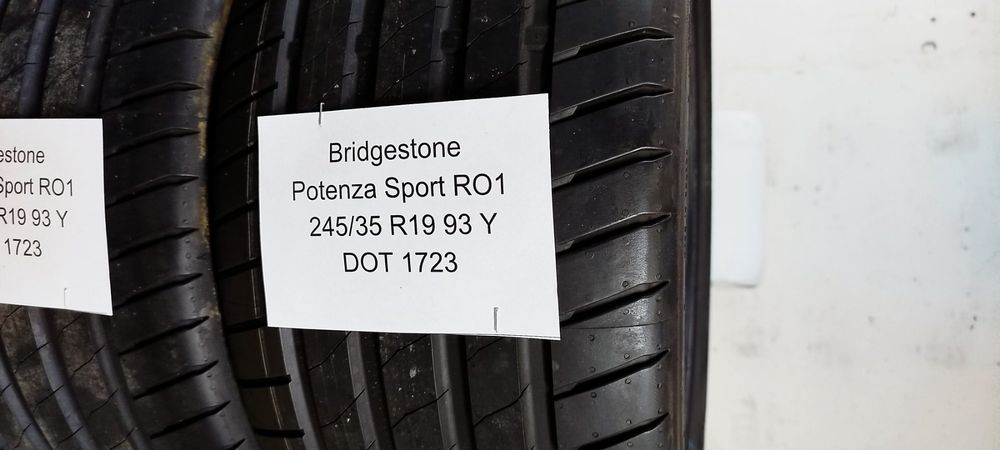 estone
Sport RO1
R19 93 Y
1723
Bridgestone
Potenza Sport RO1
245/35 R19 93 Y
DOT 1723